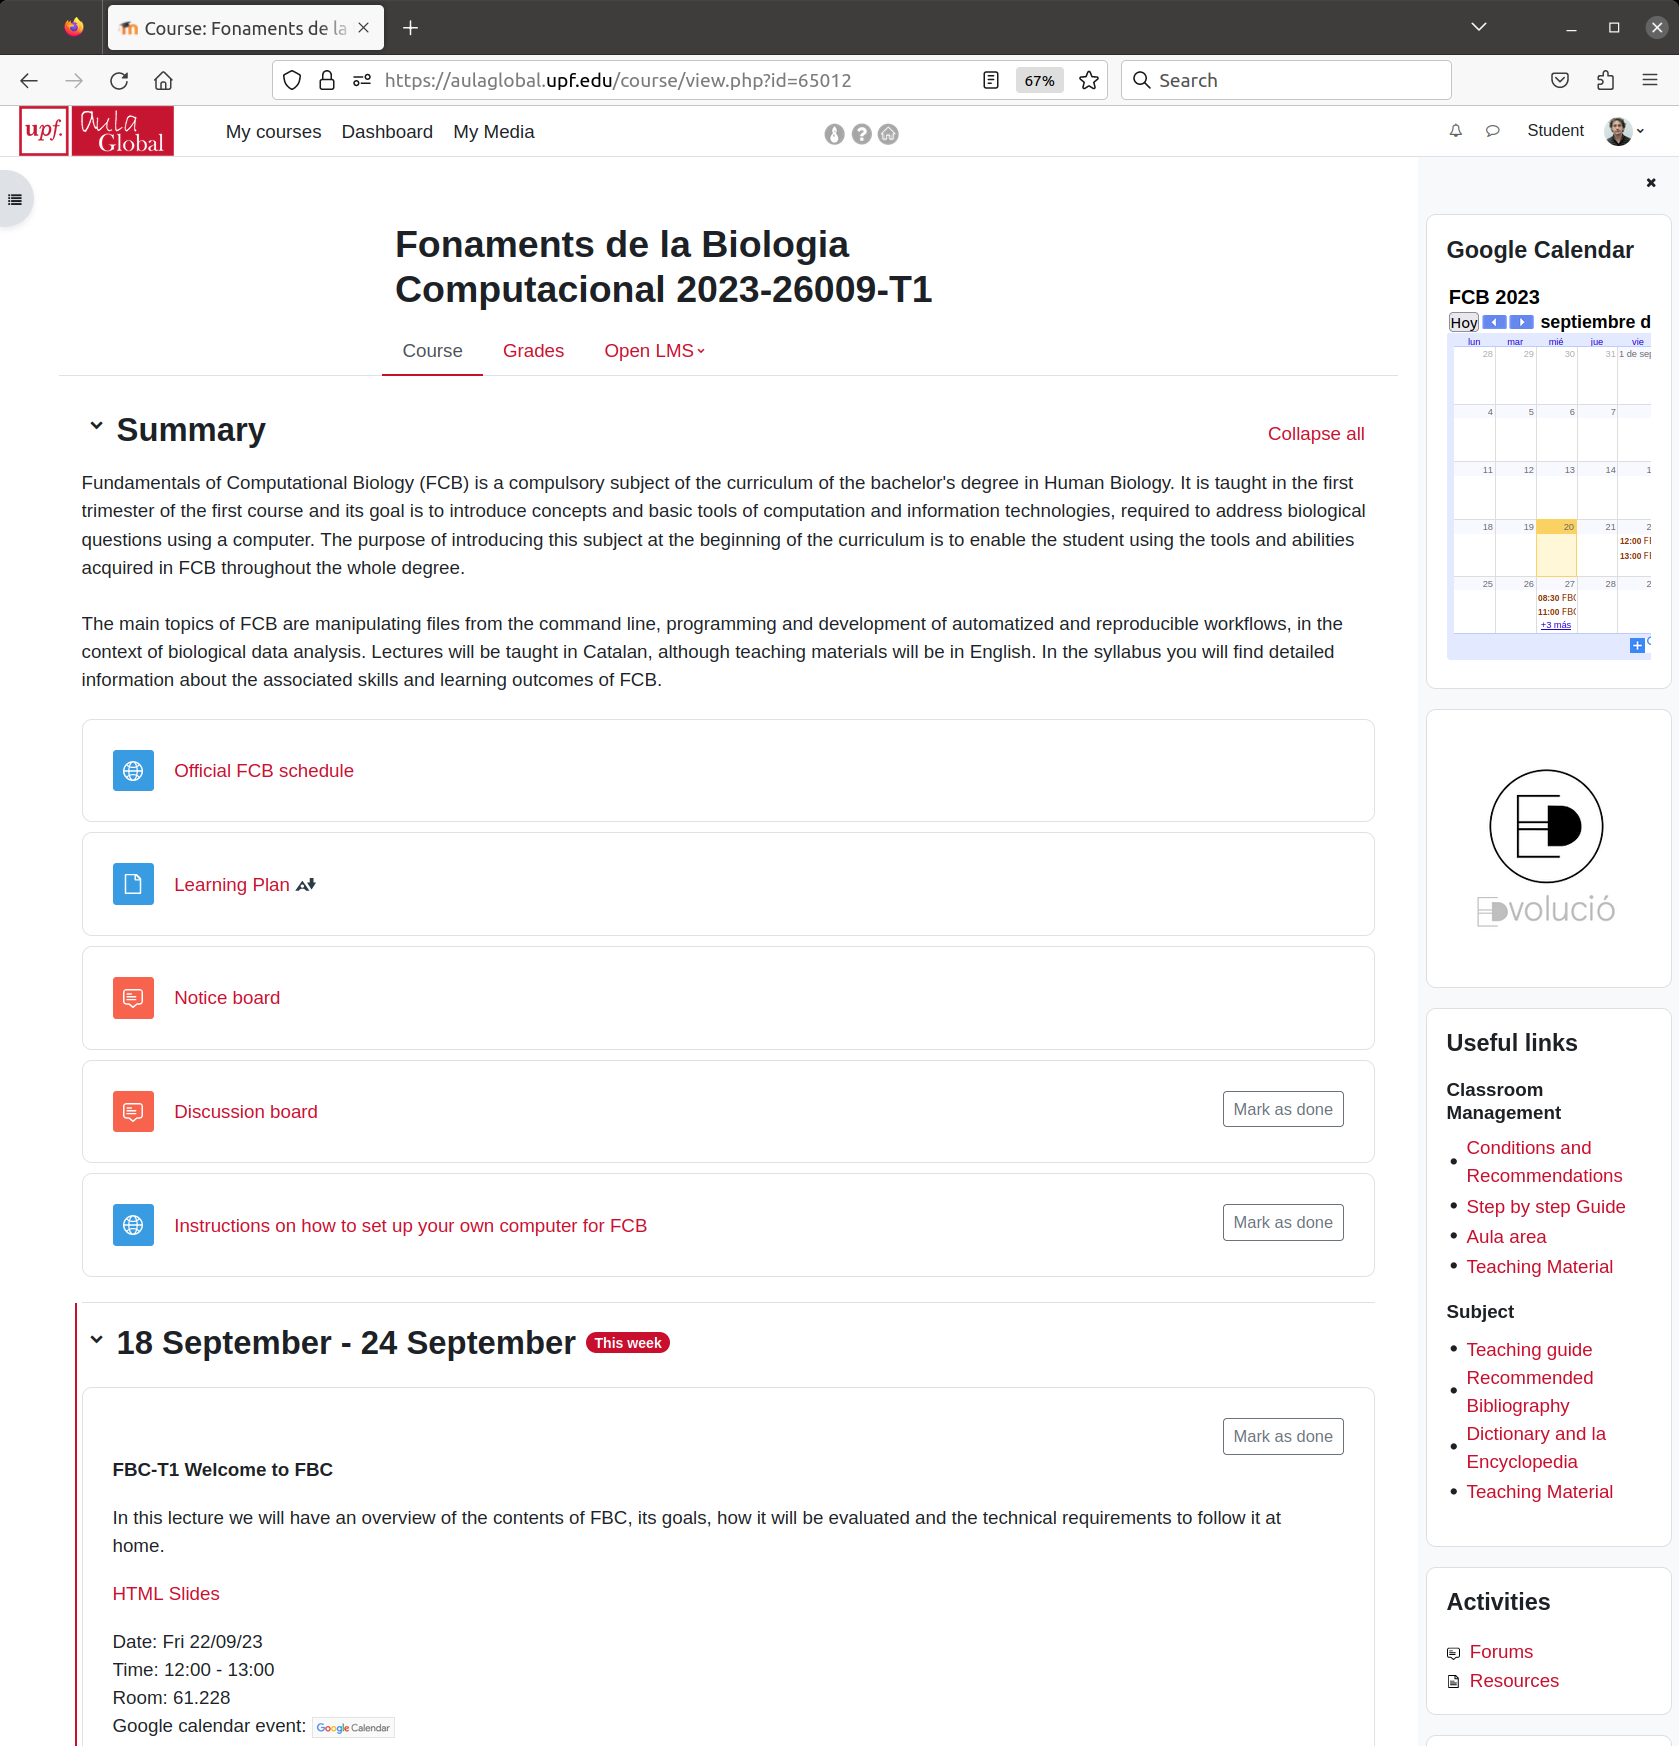 Course: Fonaments de la
https://aulaglobal.upf.edu/course/view.php?id=65012
67%
Search
upf.
aula
Global
My courses
Dashboard
My Media
?
Student
Fonaments de la Biologia
Computacional 2023-26009-T1
Course
Grades
Open LMS
Summary
Collapse all
Fundamentals of Computational Biology (FCB) is a compulsory subject of the curriculum of the bachelor's degree in Human Biology. It is taught in the first
trimester of the first course and its goal is to introduce concepts and basic tools of computation and information technologies, required to address biological
questions using a computer. The purpose of introducing this subject at the beginning of the curriculum is to enable the student using the tools and abilities
acquired in FCB throughout the whole degree.
The main topics of FCB are manipulating files from the command line, programming and development of automatized and reproducible workflows, in the
context of biological data analysis. Lectures will be taught in Catalan, although teaching materials will be in English. In the syllabus you will find detailed
information about the associated skills and learning outcomes of FCB.
Official FCB schedule
Learning Plan
Notice board
Discussion board
Mark as done
Instructions on how to set up your own computer for FCB
Mark as done
18 September - 24 September
This week
Mark as done
FBC-T1 Welcome to FBC
In this lecture we will have an overview of the contents of FBC, its goals, how it will be evaluated and the technical requirements to follow it at
home.
HTML Slides
Date: Fri 22/09/23
Time: 12:00 - 13:00
Room: 61.228
Google calendar event: Google Calendar
Google Calendar
FCB 2023
Hoy septiembre d
lun mar mié jue vie
28 29 30 31 1 de sep
4 5 6 7
11 12 13 14 1
18 19 20 21 2
12:00 FB
13:00 FB
25 26 27 28 2
08:30 FBC
11:00 FBC
+3 más
EDvolució
Useful links
Classroom
Management
Conditions and
Recommendations
Step by step Guide
Aula area
Teaching Material
Subject
Teaching guide
Recommended
Bibliography
Dictionary and la
Encyclopedia
Teaching Material
Activities
Forums
Resources